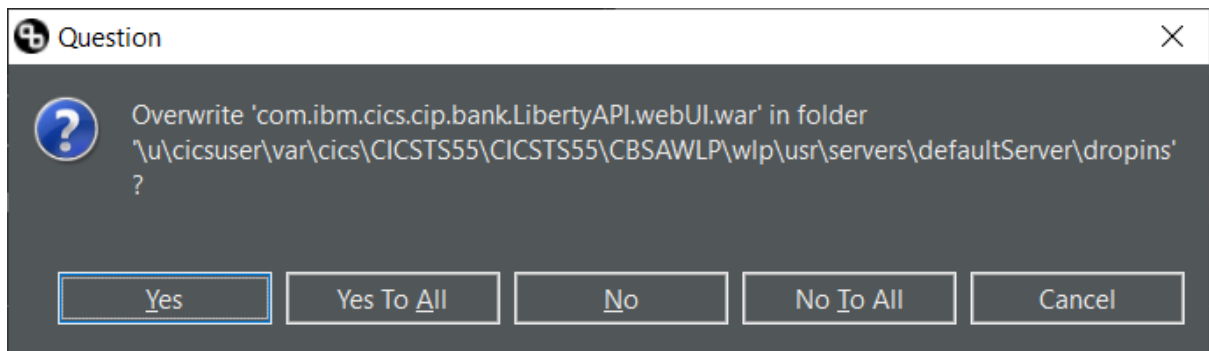 Question
Overwrite 'com.ibm.cics.cip.bank.LibertyAPI.webUI.war' in folder
'\u\cicsuser\var\cics\CICSTS55\CICSTS55\CBSAWLP\wlp\usr\servers\defaultServer\dropins'
?
Yes Yes To All No No To All Cancel